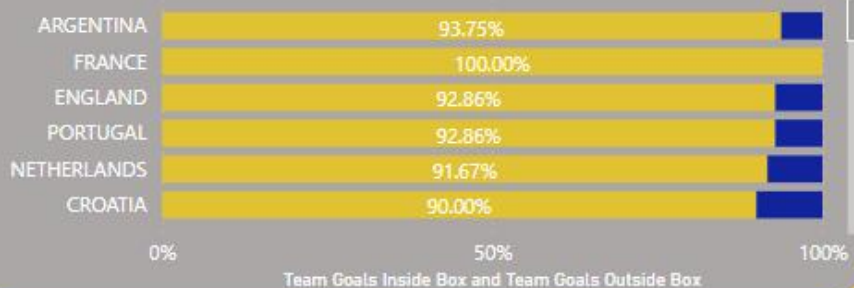 ARGENTINA 93.75%
FRANCE 100.00%
ENGLAND 92.86%
PORTUGAL 92.86%
NETHERLANDS 91.67%
CROATIA 90.00%
0% 50% 100%
Team Goals Inside Box and Team Goals Outside Box